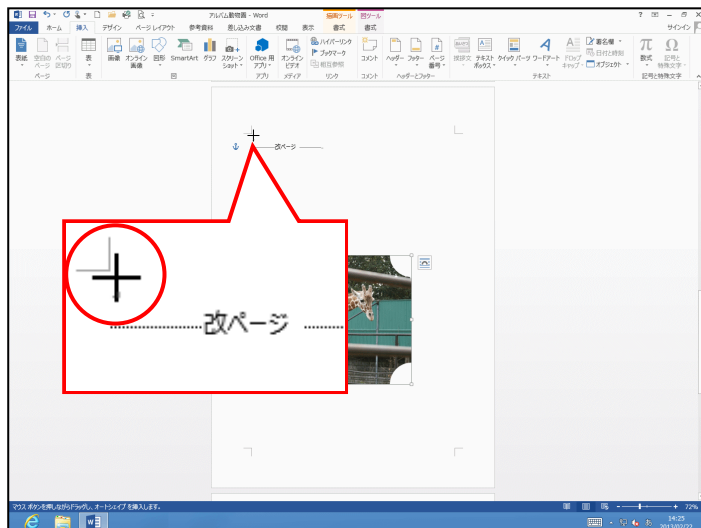 アルバム動物園 - Word
描画ツール 図ツール
サインイン
ファイル ホーム 挿入 デザイン ページ レイアウト 参考資料 差し込み文書 校閲 表示 書式 書式
表紙 空白の ページ
ページ 区切り
表 画像 オンライン 図形 SmartArt グラフ スクリーン
画像 ショット
Office 用 オンライン
アプリ ビデオ
ハイパーリンク
ブックマーク
相互参照
コメント ヘッダー フッター ページ
番号
挨拶文 テキスト クイック パーツ ワードアート ドロップ
ボックス キャップ
署名欄
日付と時刻
オブジェクト
数式 記号と
特殊文字
ページ 表 図 アプリ メディア リンク コメント ヘッダーとフッター テキスト 記号と特殊文字
改ページ
改ページ
マウス ボタンを押しながらドラッグし、オートシェイプを挿入します。
72%
14:25
2013/02/22